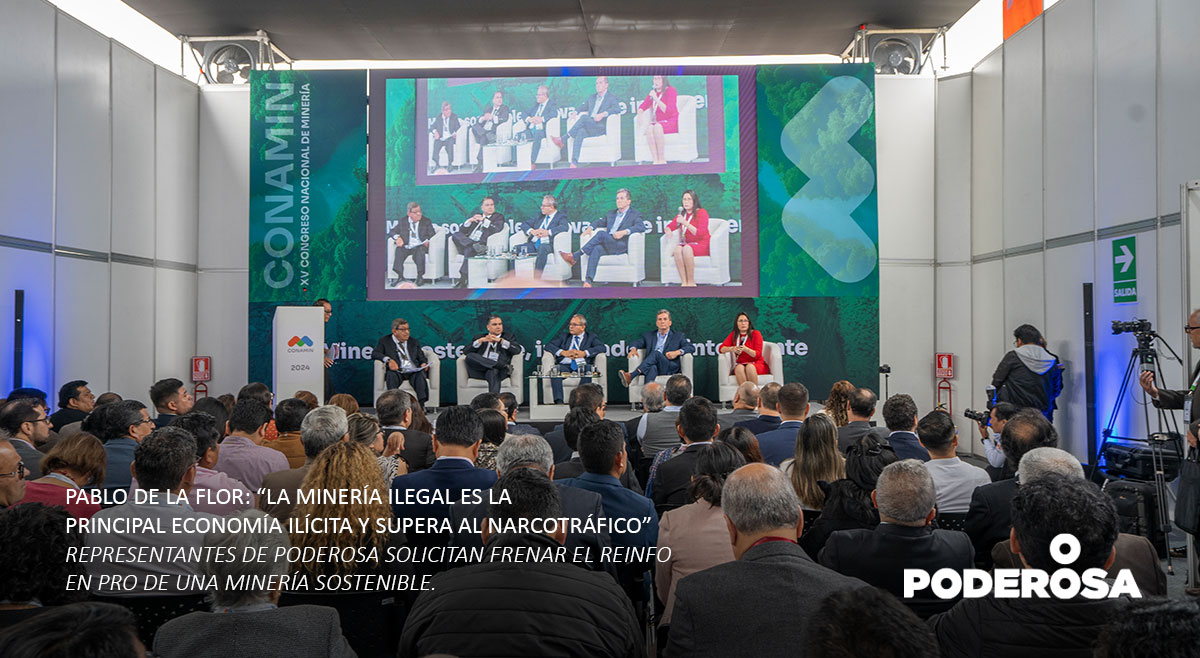 CONAMIN
XV CONGRESO NACIONAL DE MINERÍA
CONAMIN
2024
SALIDA
PABLO DE LA FLOR: “LA MINERÍA ILEGAL ES LA
PRINCIPAL ECONOMÍA ILÍCITA Y SUPERA AL NARCOTRÁFICO”
REPRESENTANTES DE PODEROSA SOLICITAN FRENAR EL REINFO
EN PRO DE UNA MINERÍA SOSTENIBLE.
PODEROSA